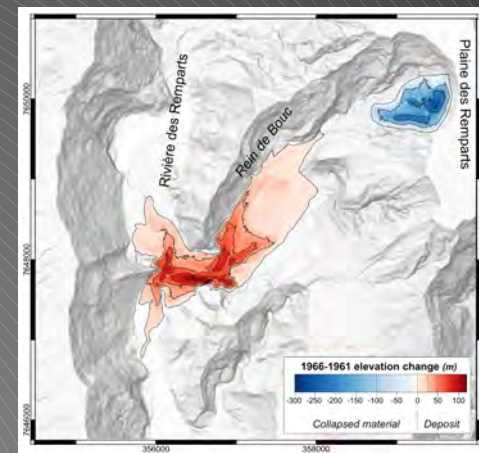 Rivière des Remparts
Rein de Bouc
Plaine des Remparts
7650000
7648000
7646000
1966-1961 elevation change (m)
-300 -250 -200 -150 -100 -50 0 50 100
Collapsed material Deposit
356000 358000